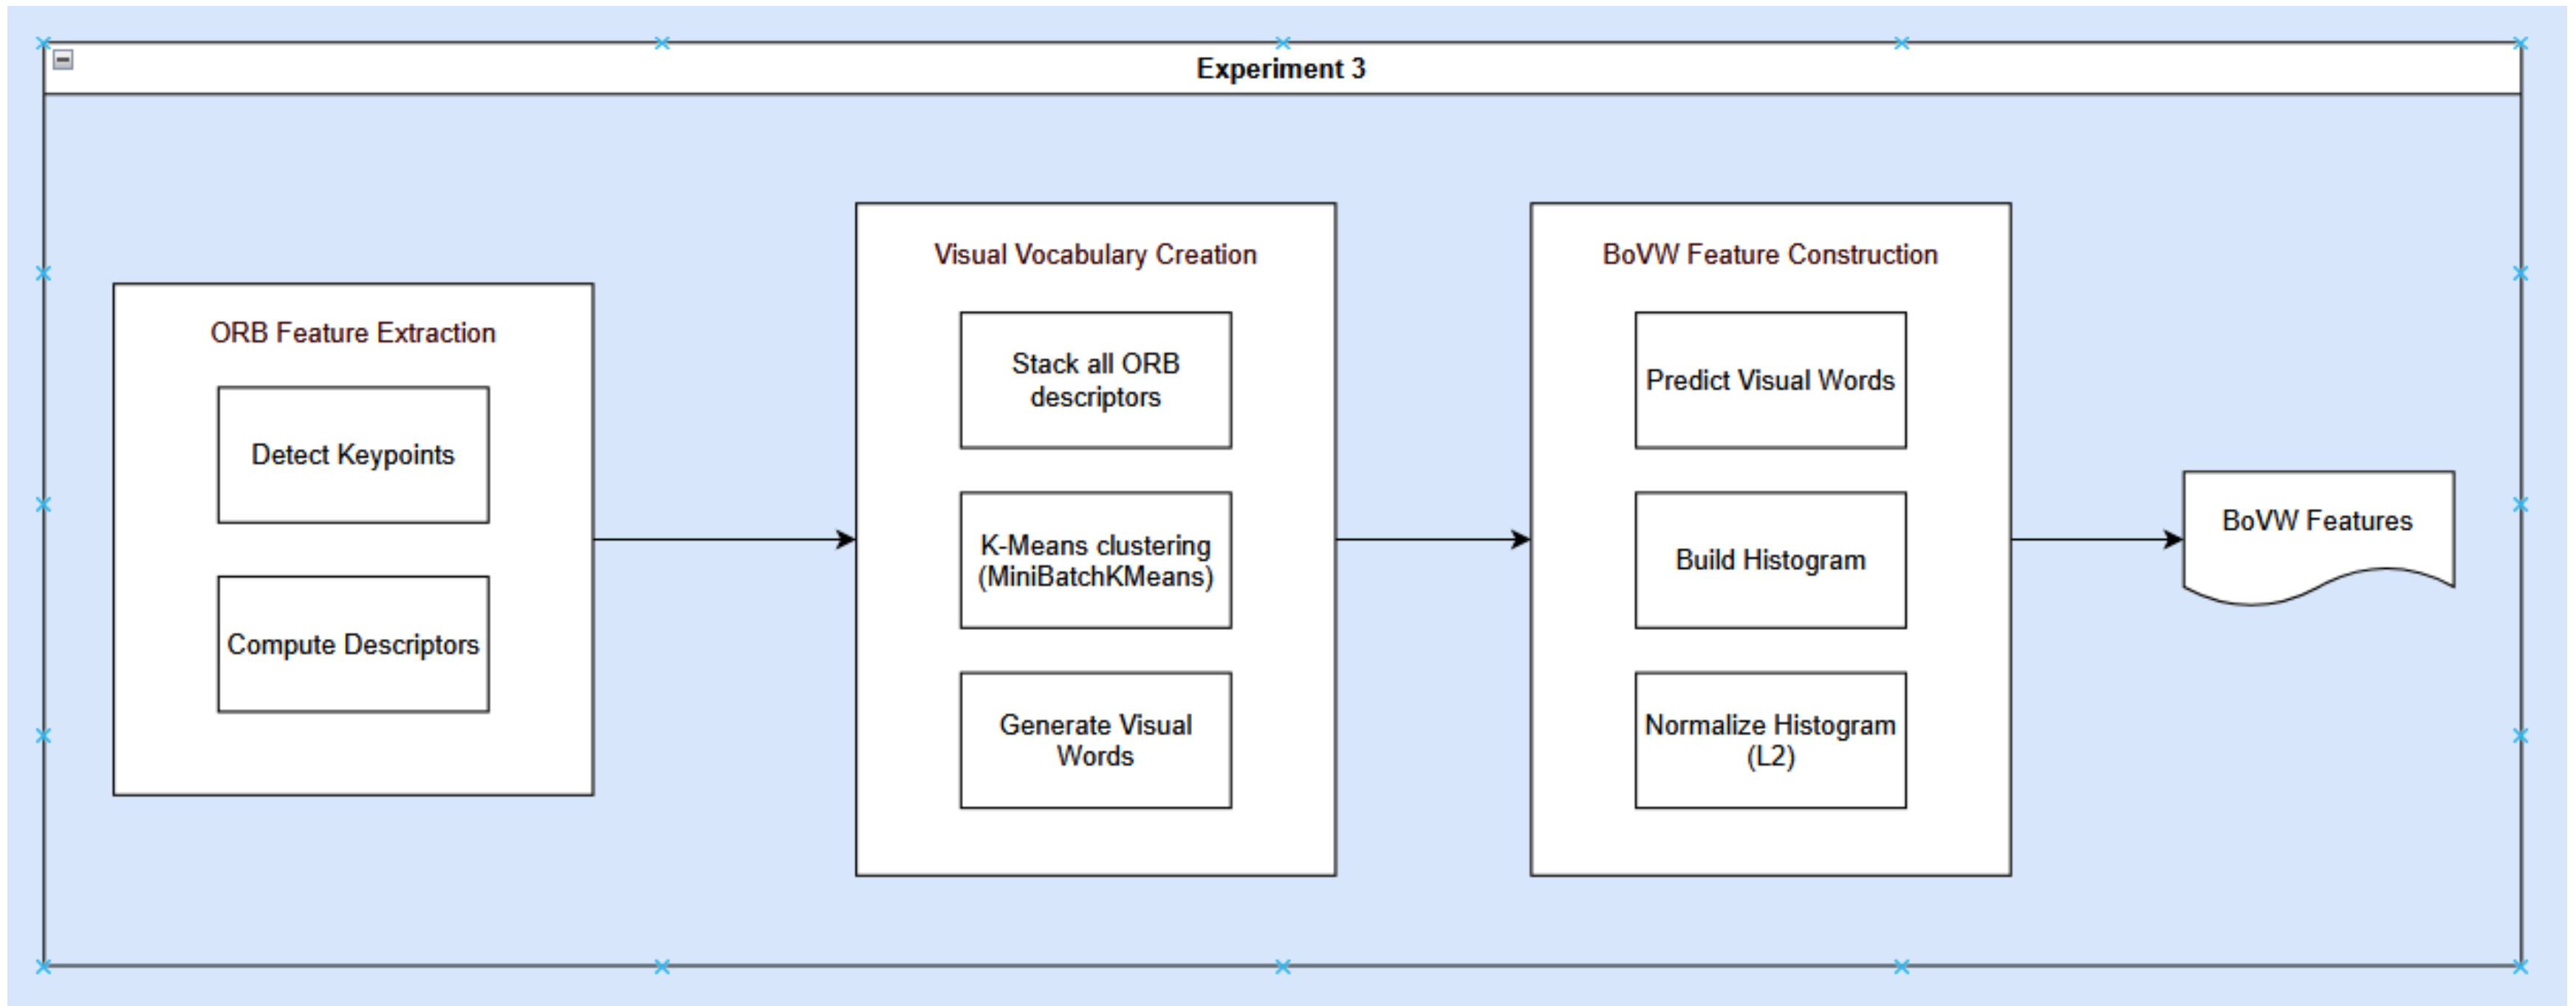 Experiment 3
ORB Feature Extraction
Detect Keypoints
Compute Descriptors
Visual Vocabulary Creation
Stack all ORB
descriptors
K-Means clustering
(MiniBatchKMeans)
Generate Visual
Words
BoVW Feature Construction
Predict Visual Words
Build Histogram
Normalize Histogram
(L2)
BoVW Features